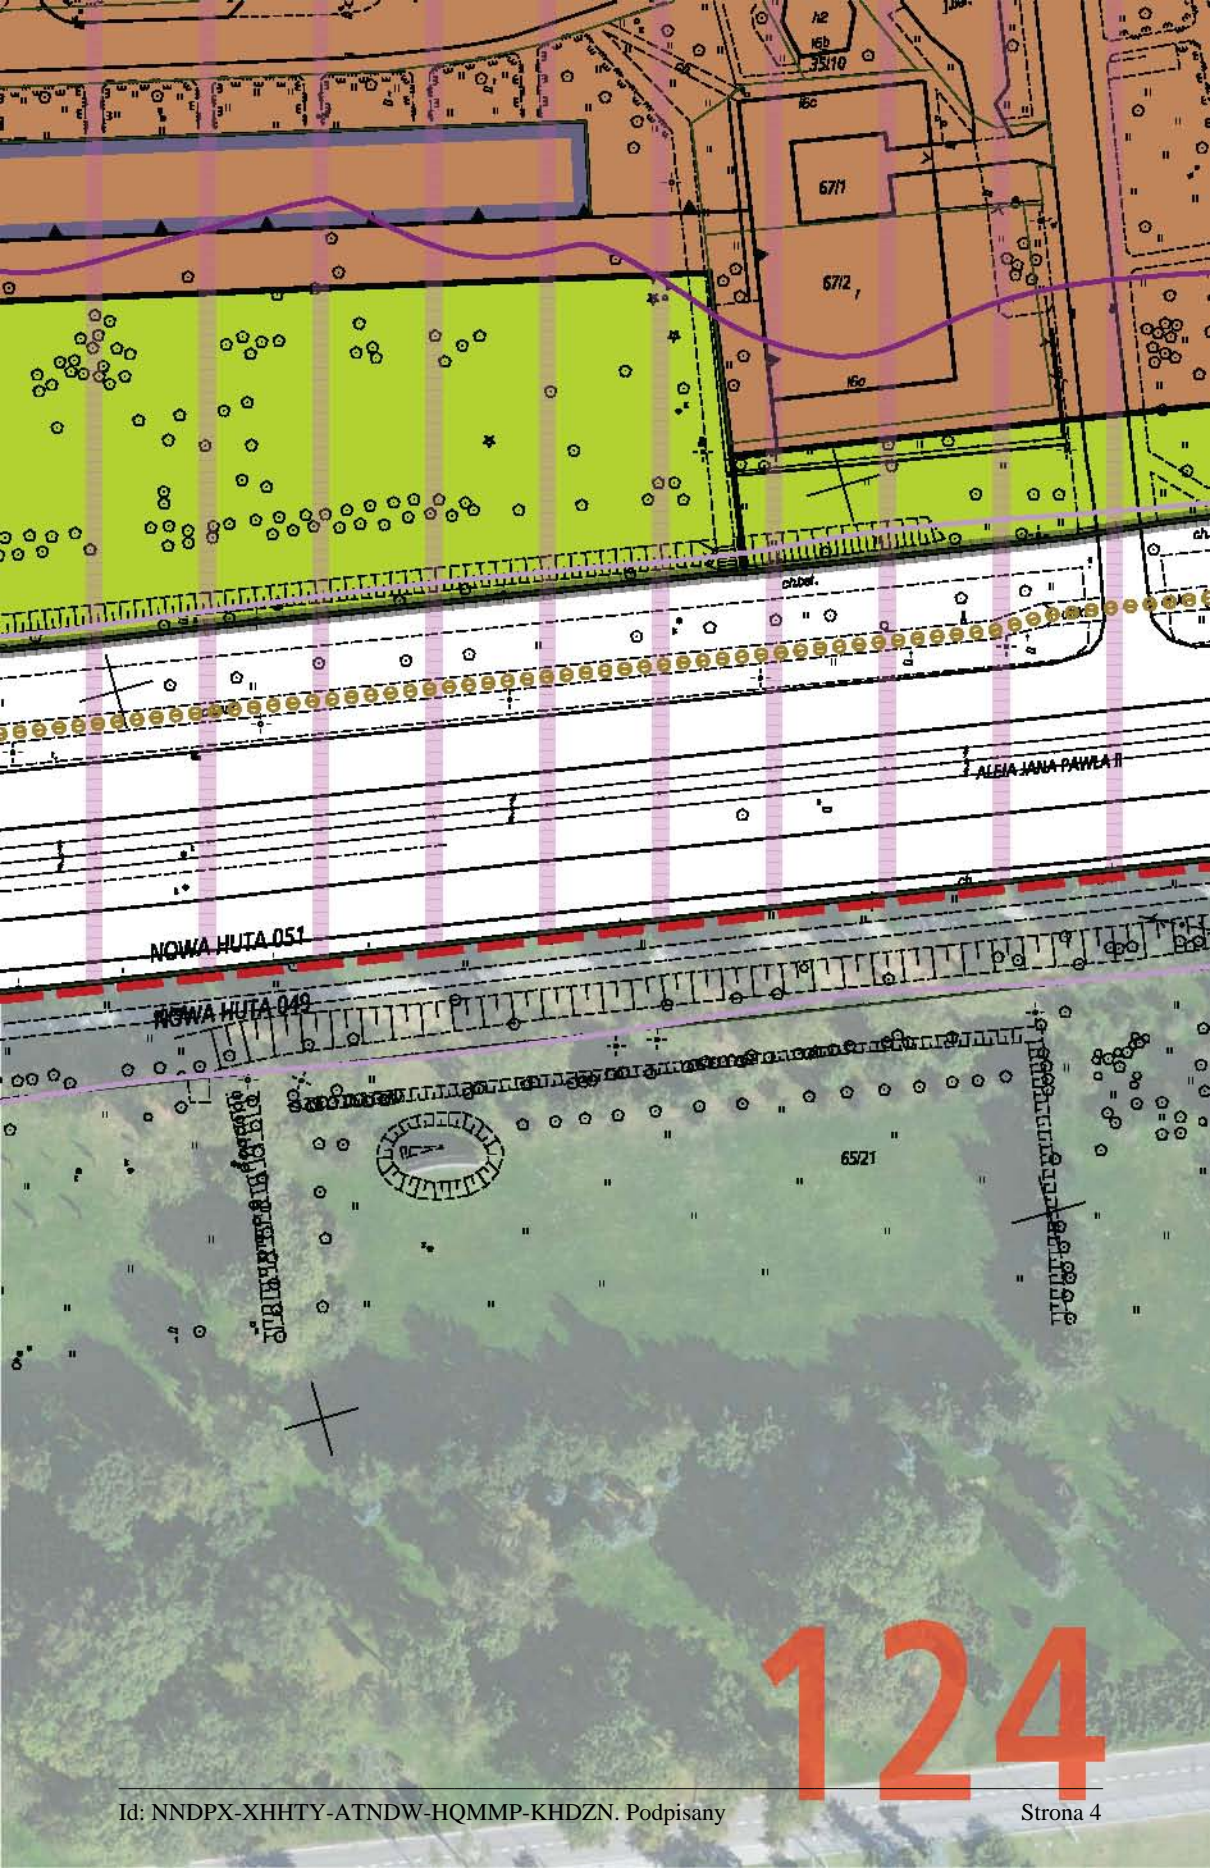 h2
16b
35/10
16c
67/1
67/2
16a
ch.bet.
ch.
ALEJA JANA PAWŁA II
ch.
NOWA HUTA 051
NOWA HUTA 049
65/21
124
Id: NNDPX-XHHTY-ATNDW-HQMMP-KHDZN. Podpisany
Strona 4